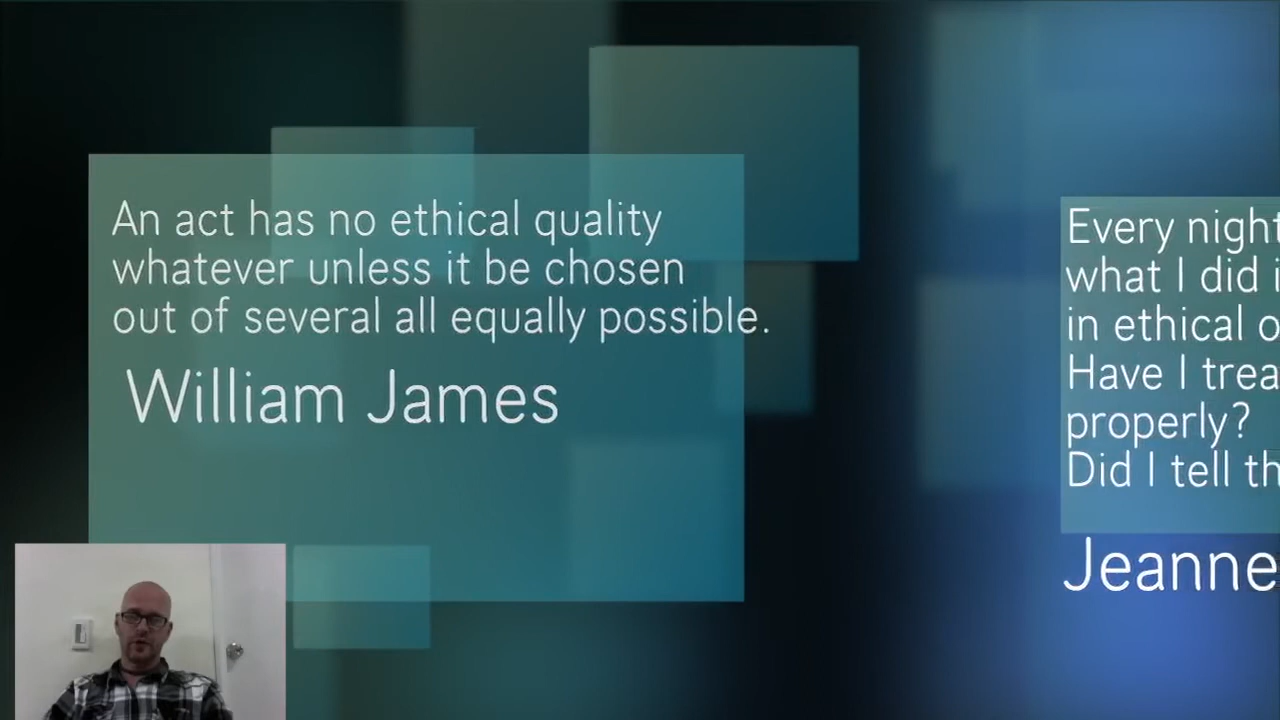 An act has no ethical quality
whatever unless it be chosen
out of several all equally possible.
William James
Every night
what I did i
in ethical o
Have I trea
properly?
Did I tell th
Jeanne